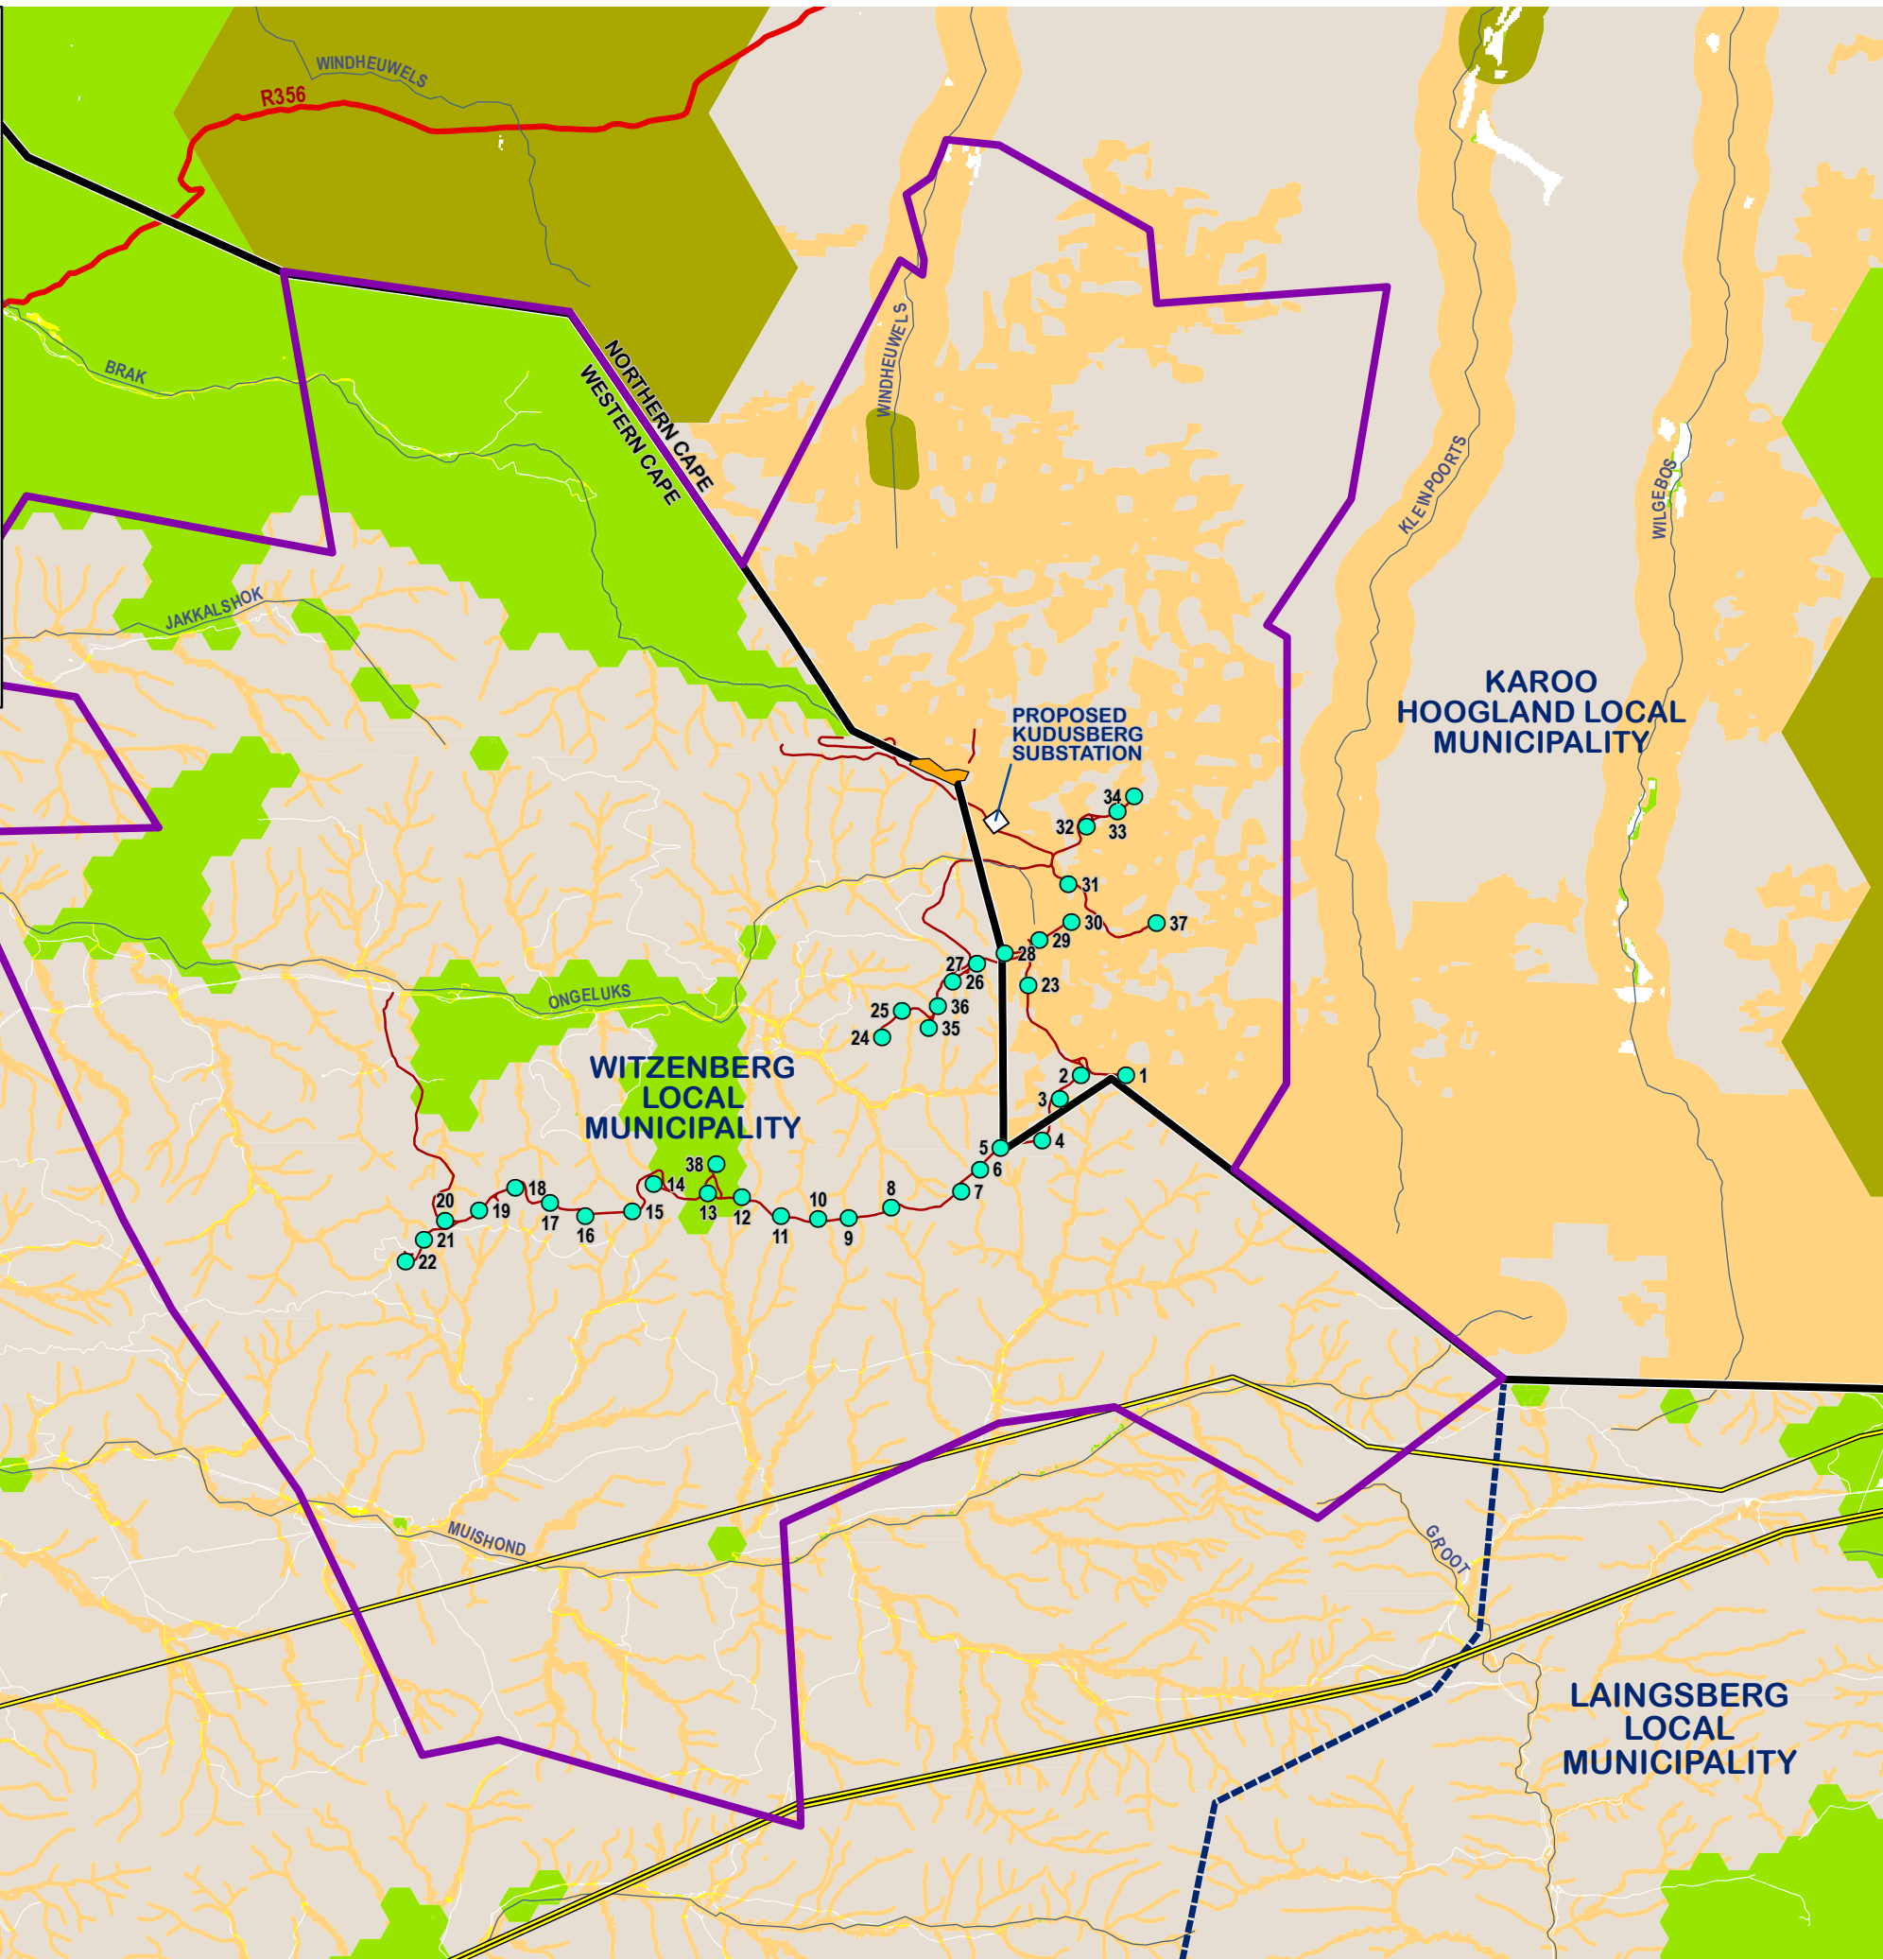 WINDHEUWELS
R356
BRAK
NORTHERN CAPE
WESTERN CAPE
WINDHEUWELS
KLEINPOORTS
WILGEBOS
JAKKALSHOK
KAROO
HOOGLAND LOCAL
MUNICIPALITY
PROPOSED
KUDUSBERG
SUBSTATION
34
32
33
31
30
37
29
28
27
26
23
36
25
35
24
ONGELUKS
WITZENBERG
LOCAL
MUNICIPALITY
2
1
3
4
5
6
38
7
14
18
8
20
19
10
13
12
17
15
16
11
9
21
22
MUISHOND
GROOT
LAINGSBERG
LOCAL
MUNICIPALITY